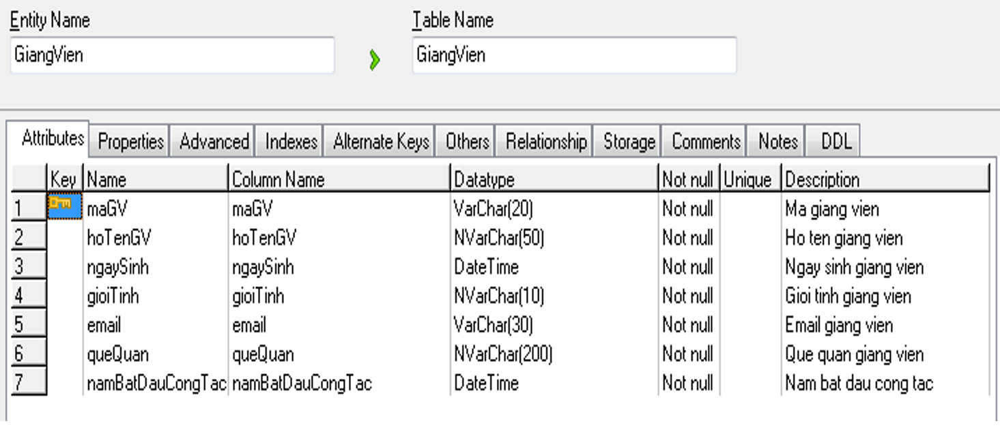 Entity Name Table Name
GiangVien GiangVien
Attributes Properties Advanced Indexes Alternate Keys Others Relationship Storage Comments Notes DDL
Key Name Column Name Datatype Not null Unique Description
1 maGV maGV VarChar(20) Not null Ma giang vien
2 hoTenGV hoTenGV NVarChar(50) Not null Ho ten giang vien
3 ngaySinh ngaySinh DateTime Not null Ngay sinh giang vien
4 gioiTinh gioiTinh NVarChar(10) Not null Gioi tinh giang vien
5 email email VarChar(30) Not null Email giang vien
6 queQuan queQuan NVarChar(200) Not null Que quan giang vien
7 namBatDauCongTac namBatDauCongTac DateTime Not null Nam bat dau cong tac